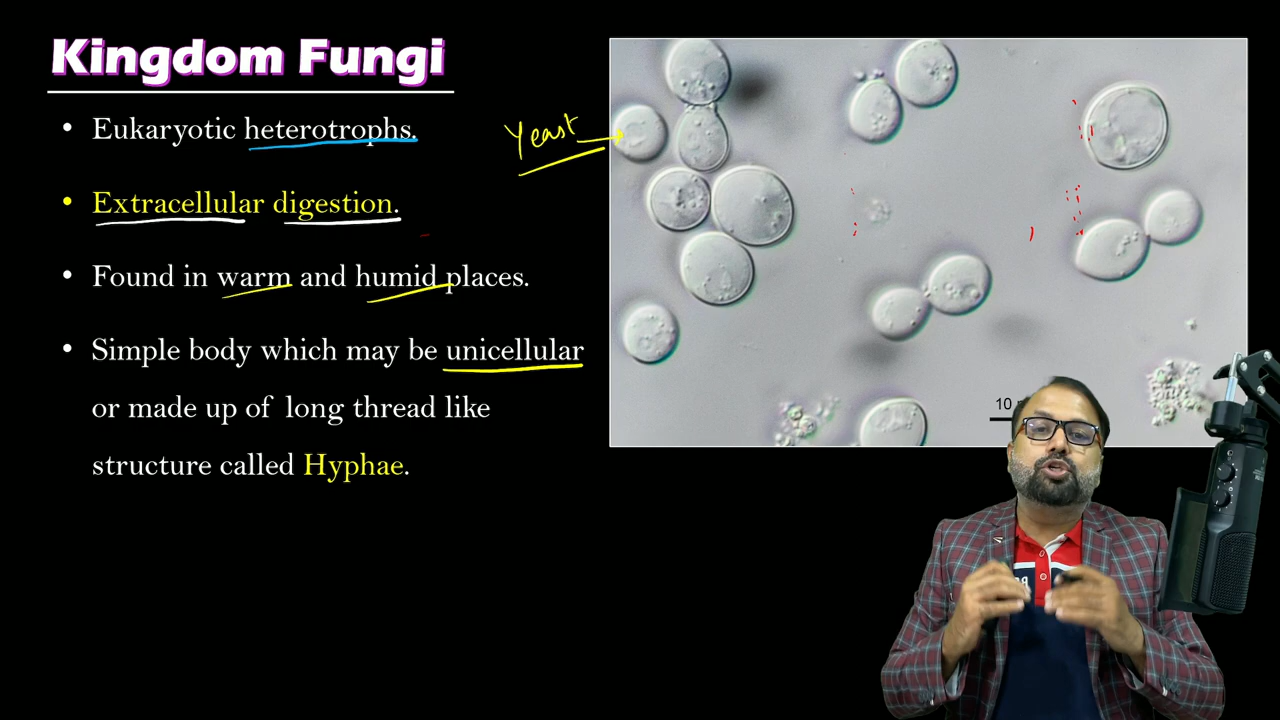 Kingdom Fungi
• Eukaryotic heterotrophs.
Yeast
• Extracellular digestion.
• Found in warm and humid places.
• Simple body which may be unicellular
or made up of long thread like
structure called Hyphae.
10